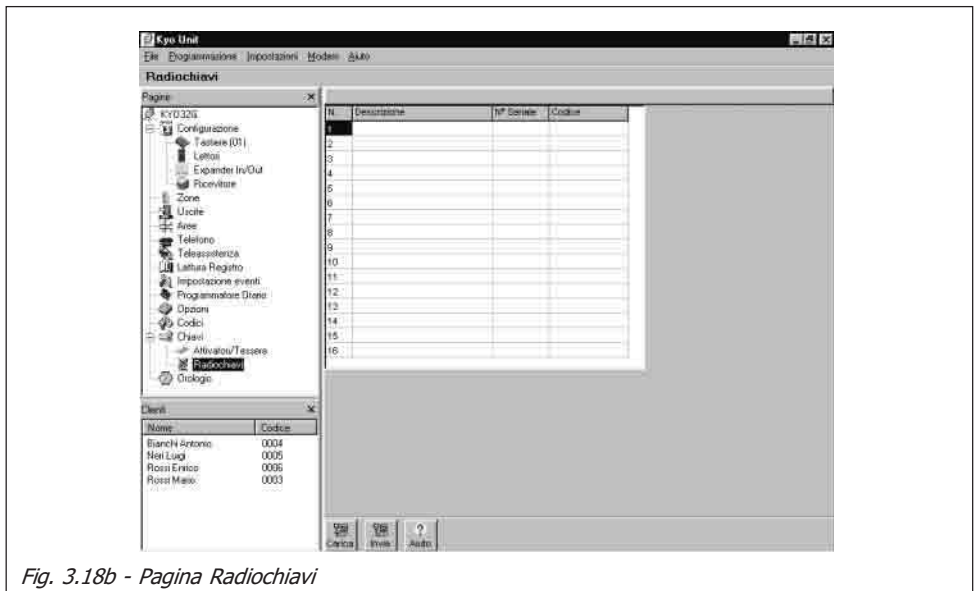 Kyo Unit
File Programmazione Impostazioni Modem Aiuto
Radiochiavi
Pagine
KYO32G
Configurazione
Tastiere (01)
Lettori
Expander In/Out
Ricevitore
Zone
Uscite
Aree
Telefono
Teleassistenza
Lettura Registro
Impostazione eventi
Programmatore Orario
Opzioni
Codici
Chiavi
Attivatori/Tessere
Radiochiavi
Orologio
N. Descrizione N° Seriale Codice
1
2
3
4
5
6
7
8
9
10
11
12
13
14
15
16
Clienti
Nome Codice
Bianchi Antonio 0004
Neri Luigi 0005
Rossi Enrico 0006
Rossi Mario 0003
Carica Invia Aiuto
Fig. 3.18b - Pagina Radiochiavi